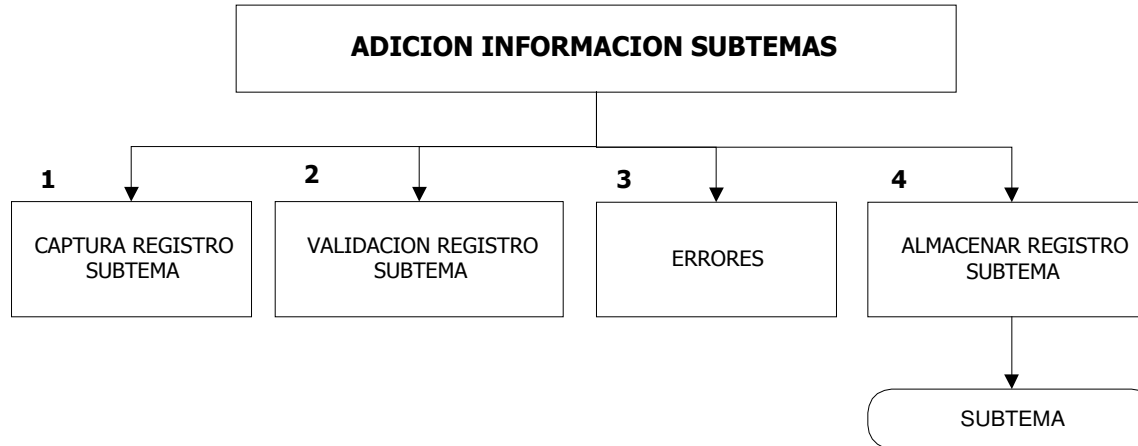 ADICION INFORMACION SUBTEMAS
1
CAPTURA REGISTRO
SUBTEMA
2
VALIDACION REGISTRO
SUBTEMA
3
ERRORES
4
ALMACENAR REGISTRO
SUBTEMA
SUBTEMA